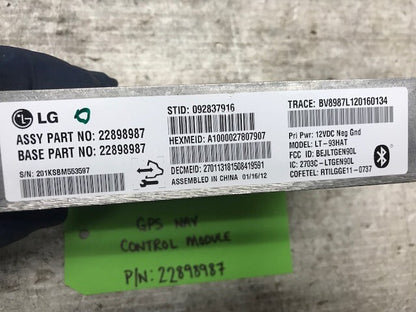 LG
ASSY PART NO: 22898987
BASE PART NO: 22898987
S/N: 201KSBM553597
STID: 092837916
HEXMEID: A1000027807907
DECMEID: 270113181508419591
ASSEMBLED IN CHINA 01/16/12
TRACE: BV8987L120160134
Pri Pwr: 12VDC Neg Gnd
MODEL: LT-93HAT
FCC ID: BEJLTGEN90L
IC: 2703C-LTGEN90L
COFETEL: RTILGGE11-0737
GPS NAV
CONTROL MODULE
P/N: 22898987